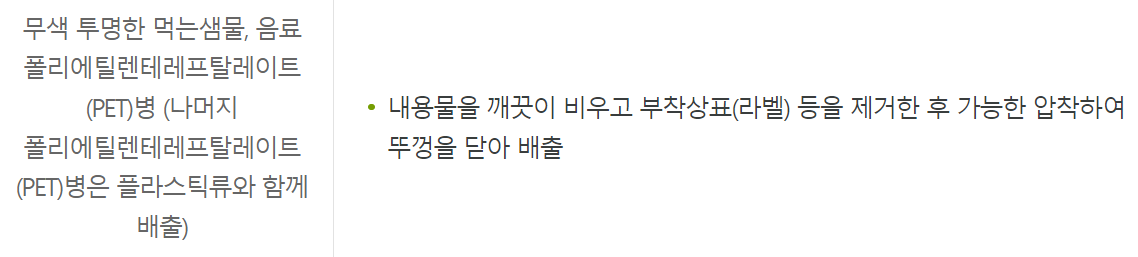 무색 투명한 먹는샘물, 음료
폴리에틸렌테레프탈레이트
(PET)병 (나머지
폴리에틸렌테레프탈레이트
(PET)병은 플라스틱류와 함께
배출)
• 내용물을 깨끗이 비우고 부착상표(라벨) 등을 제거한 후 가능한 압착하여
뚜껑을 닫아 배출